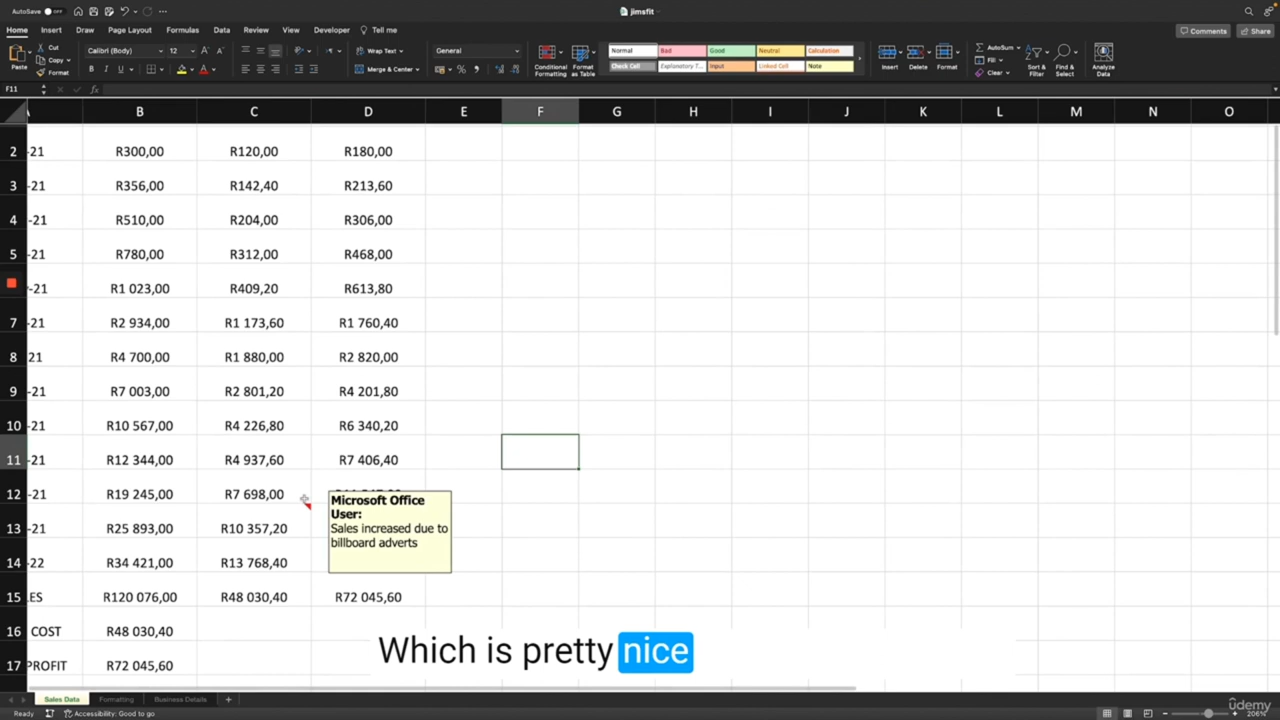 AutoSave OFF
jimsfit
Home Insert Draw Page Layout Formulas Data Review View Developer Tell me
Comments Share
Paste Cut Copy Format
Calibri (Body) 12
Wrap Text
Merge & Center
General
Conditional Formatting
Format as Table
Normal Bad Good Neutral Calculation
Check Cell Explanatory T... Input Linked Cell Note
Insert Delete Format
AutoSum
Fill
Clear
Sort & Filter
Find & Select
Analyze Data
F11 fx
B C D E F G H I J K L M N O
2 -21 R300,00 R120,00 R180,00
3 -21 R356,00 R142,40 R213,60
4 -21 R510,00 R204,00 R306,00
5 -21 R780,00 R312,00 R468,00
-21 R1 023,00 R409,20 R613,80
7 -21 R2 934,00 R1 173,60 R1 760,40
8 21 R4 700,00 R1 880,00 R2 820,00
9 -21 R7 003,00 R2 801,20 R4 201,80
10 -21 R10 567,00 R4 226,80 R6 340,20
11 -21 R12 344,00 R4 937,60 R7 406,40
12 -21 R19 245,00 R7 698,00
13 -21 R25 893,00 R10 357,20
14 -22 R34 421,00 R13 768,40
Microsoft Office
User:
Sales increased due to
billboard adverts
15 ES R120 076,00 R48 030,40 R72 045,60
16 COST R48 030,40
17 PROFIT R72 045,60
Which is pretty nice
Sales Data Formatting Business Details +
Ready Accessibility: Good to go
206%
ûdemy